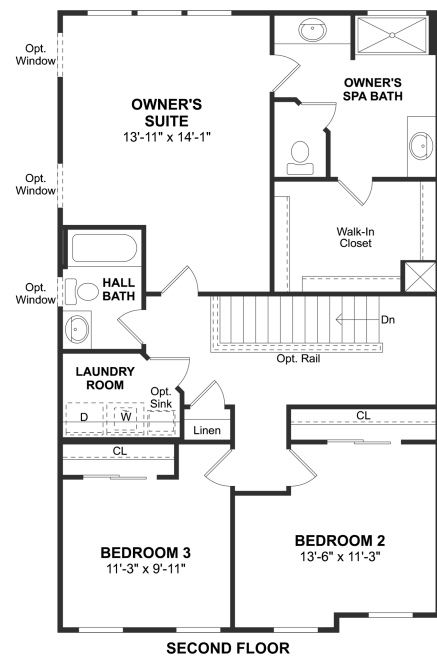 Opt.
Window
OWNER'S
SUITE
13'-11" x 14'-1"
OWNER'S
SPA BATH
Opt.
Window
Walk-In
Closet
Opt.
Window
HALL
BATH
Dn
Opt. Rail
LAUNDRY
ROOM
Opt.
Sink
D
W
Linen
CL
CL
BEDROOM 3
11'-3" x 9'-11"
BEDROOM 2
13'-6" x 11'-3"
SECOND FLOOR